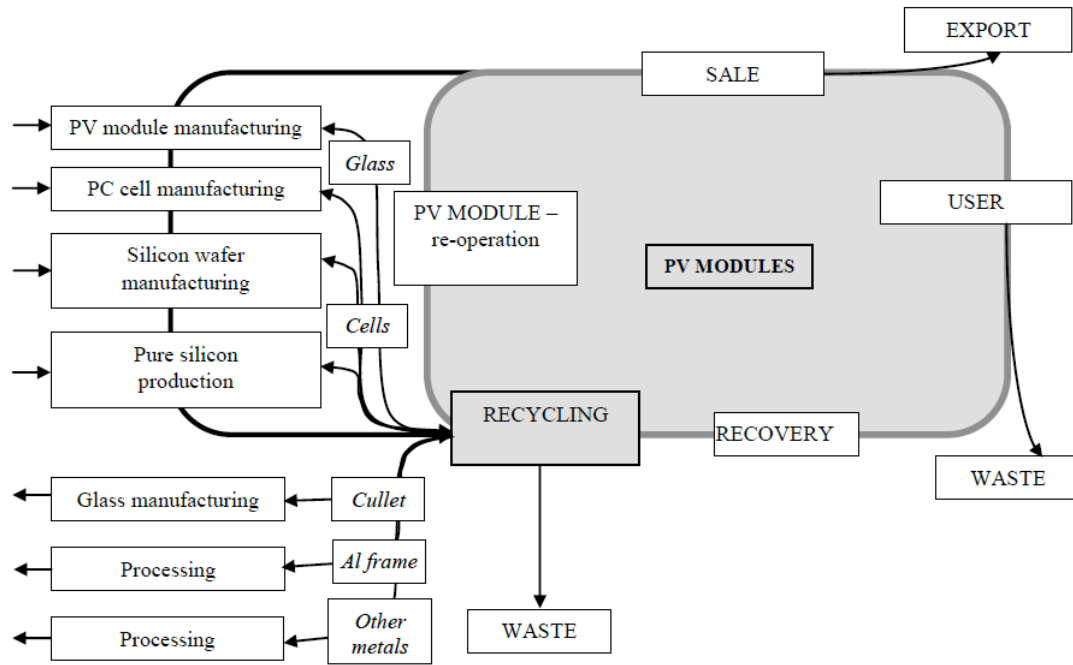 EXPORT
SALE
PV module manufacturing
Glass
PC cell manufacturing
PV MODULE –
re-operation
USER
Silicon wafer
manufacturing
PV MODULES
Cells
Pure silicon
production
RECYCLING
RECOVERY
WASTE
Glass manufacturing
Cullet
Processing
Al frame
Processing
Other
metals
WASTE